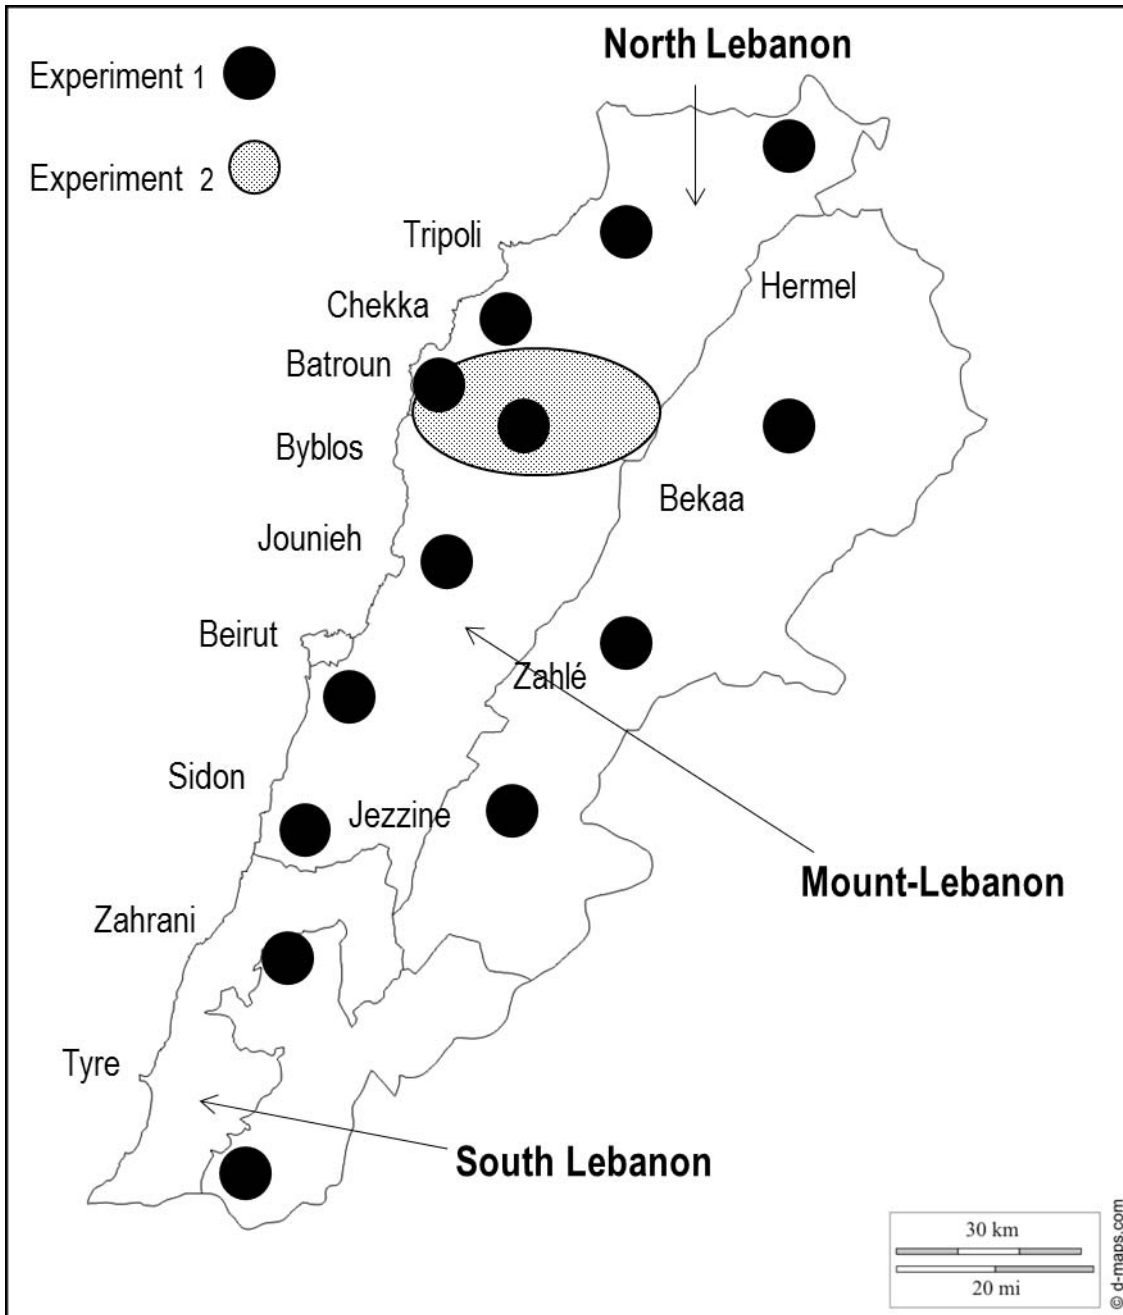 North Lebanon
Experiment 1
Experiment 2
Tripoli
Hermel
Chekka
Batroun
Byblos
Bekaa
Jounieh
Beirut
Zahlé
Sidon
Jezzine
Mount-Lebanon
Zahrani
Tyre
South Lebanon
30 km
20 mi
© d-maps.com